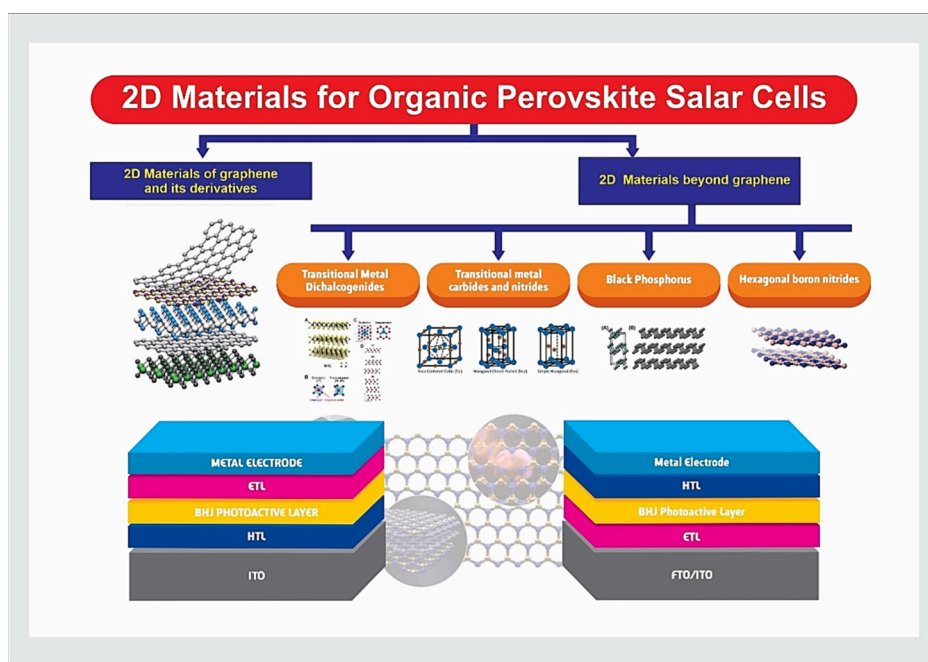 2D Materials for Organic Perovskite Salar Cells
2D Materials of graphene
and its derivatives
2D Materials beyond graphene
Transitional Metal
Dichalcogenides
Transitional metal
carbides and nitrides
Black Phosphorus
Hexagonal boron nitrides
A
C
B
(A)
(B)
METAL ELECTRODE
ETL
BHJ PHOTOACTIVE LAYER
HTL
ITO
Metal Electrode
HTL
BHJ Photoactive Layer
ETL
FTO/ITO